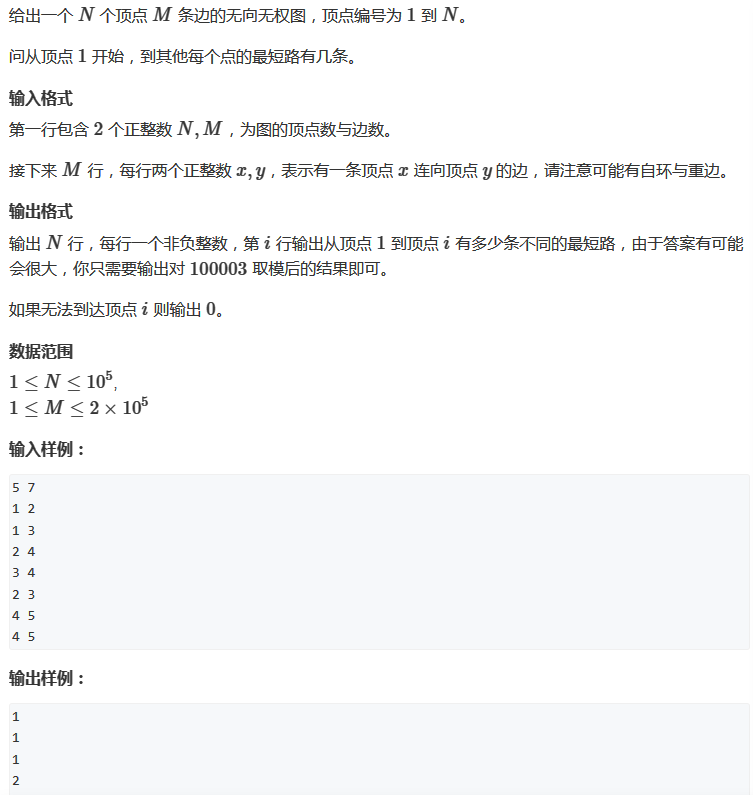 给出一个 N 个顶点 M 条边的无向无权图，顶点编号为 1 到 N。
问从顶点 1 开始，到其他每个点的最短路有几条。
输入格式
第一行包含 2 个正整数 N, M，为图的顶点数与边数。
接下来 M 行，每行两个正整数 x, y，表示有一条顶点 x 连向顶点 y 的边，请注意可能有自环与重边。
输出格式
输出 N 行，每行一个非负整数，第 i 行输出从顶点 1 到顶点 i 有多少条不同的最短路，由于答案有可能
会很大，你只需要输出对 100003 取模后的结果即可。
如果无法到达顶点 i 则输出 0。
数据范围
1 ≤ N ≤ 10⁵,
1 ≤ M ≤ 2 × 10⁵
输入样例：
5 7
1 2
1 3
2 4
3 4
2 3
4 5
4 5
输出样例：
1
1
1
2